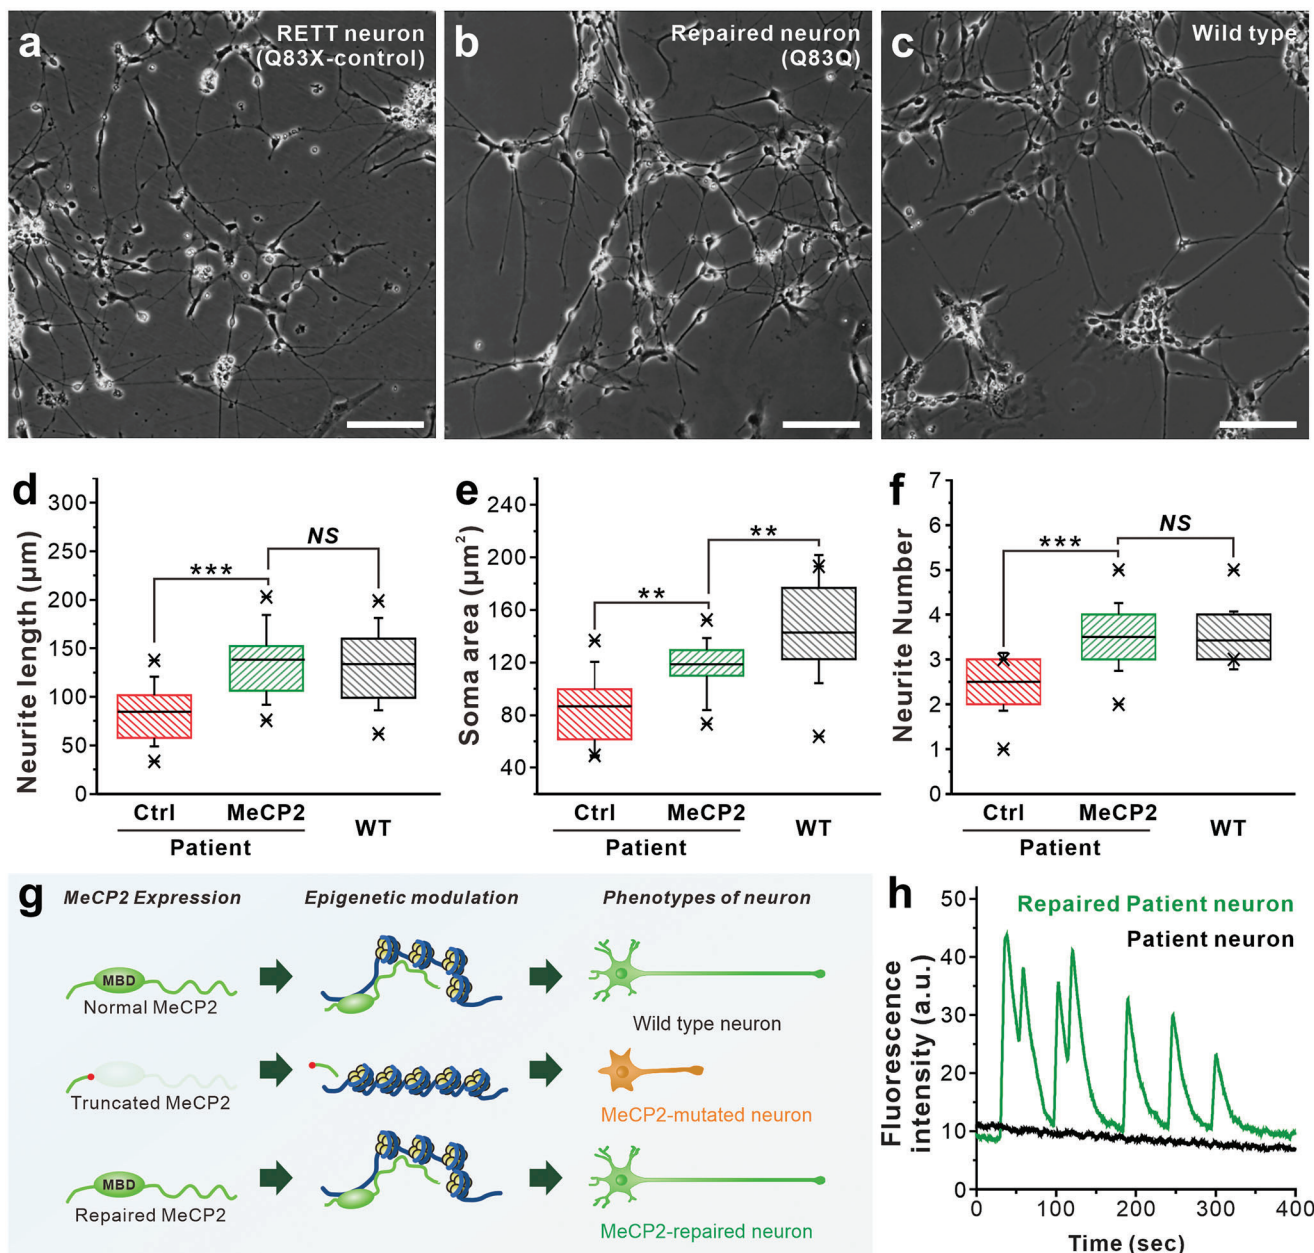 a
RETT neuron
(Q83X-control)
b
Repaired neuron
(Q83Q)
c
Wild type
d
Neurite length (μm)
300
250
200
150
100
50
0
***
NS
Ctrl
MeCP2
WT
Patient
e
Soma area (μm²)
240
200
160
120
80
40
**
**
Ctrl
MeCP2
WT
Patient
f
Neurite Number
7
6
5
4
3
2
1
0
***
NS
Ctrl
MeCP2
WT
Patient
g
MeCP2 Expression
Epigenetic modulation
Phenotypes of neuron
MBD
Normal MeCP2
Wild type neuron
Truncated MeCP2
MeCP2-mutated neuron
MBD
Repaired MeCP2
MeCP2-repaired neuron
h
Fluorescence
intensity (a.u.)
50
40
30
20
10
0
Repaired Patient neuron
Patient neuron
0
100
200
300
400
Time (sec)